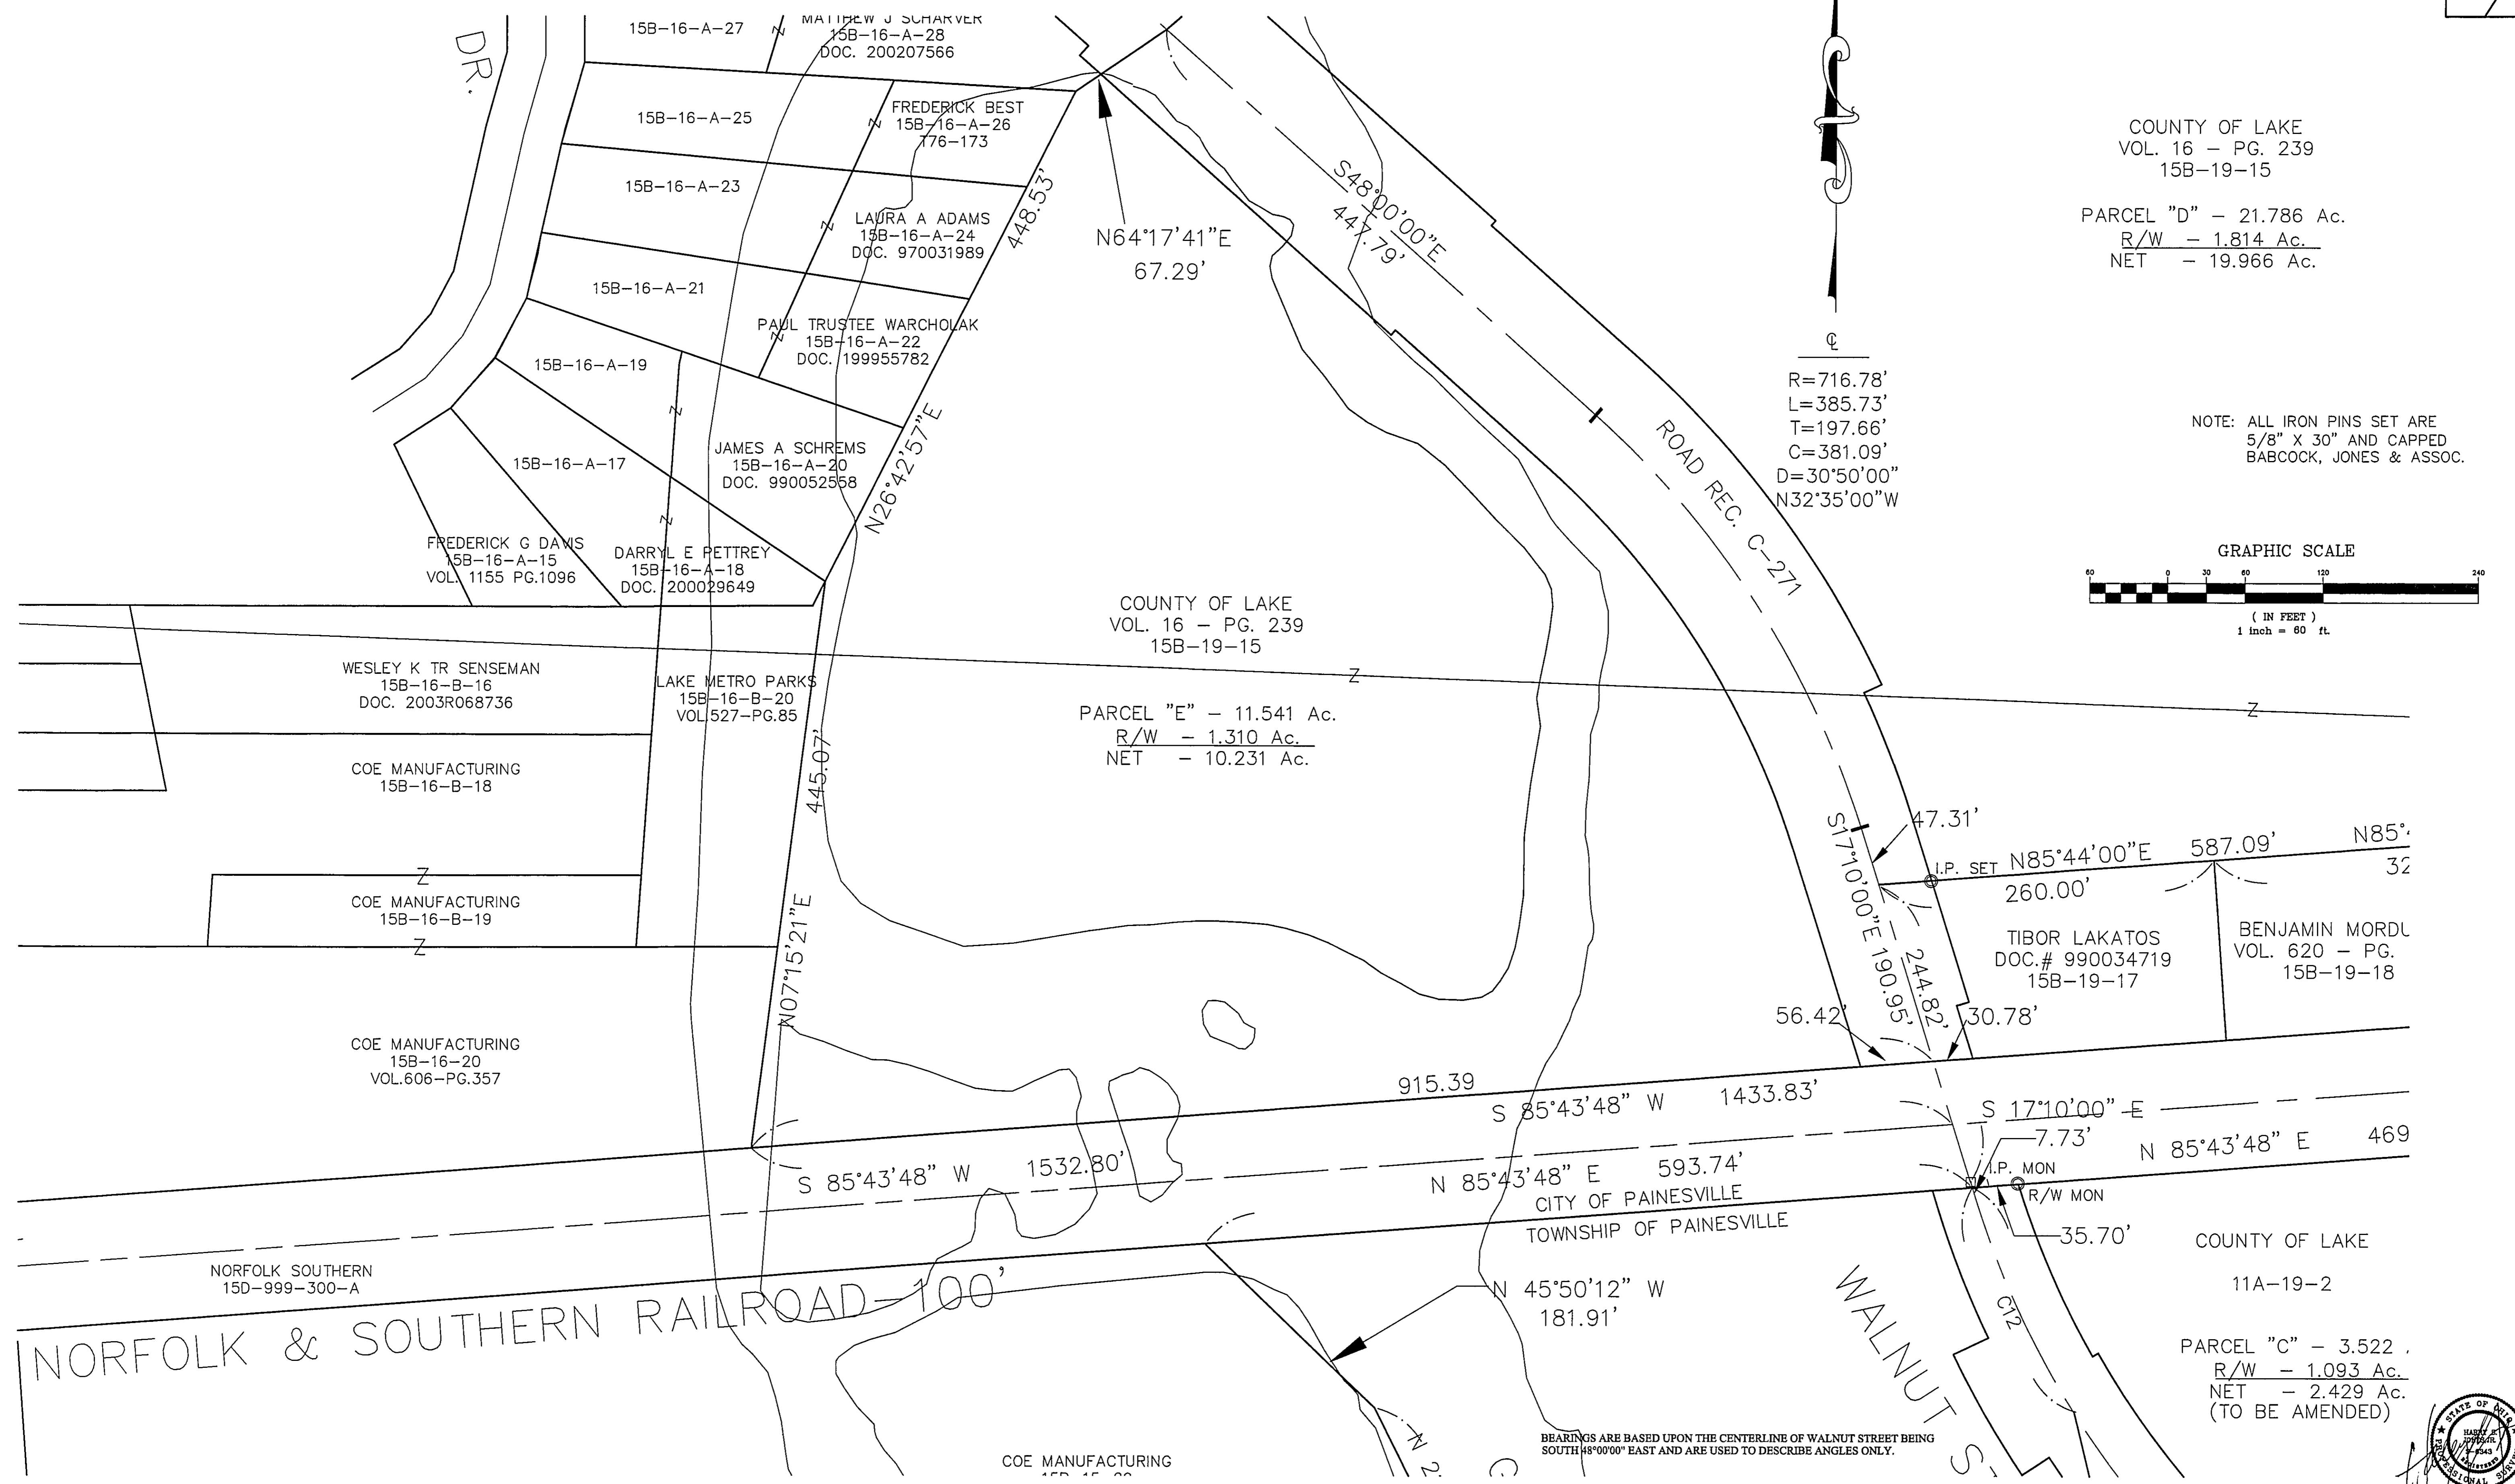 DR.
15B-16-A-27
MATTHEW J SCHARVER
15B-16-A-28
DOC. 200207566
15B-16-A-25
FREDERICK BEST
15B-16-A-26
T76-173
15B-16-A-23
LAURA A ADAMS
15B-16-A-24
DOC. 970031989
15B-16-A-21
PAUL TRUSTEE WARCHOLAK
15B-16-A-22
DOC. 199955782
15B-16-A-19
JAMES A SCHREMS
15B-16-A-20
DOC. 990052558
15B-16-A-17
FREDERICK G DAVIS
15B-16-A-15
VOL. 1155 PG.1096
DARRYL E PETTREY
15B-16-A-18
DOC. 200029649
448.53'
N26°42'57"E
N64°17'41"E
67.29'
S48°00'00"E
447.79'
℄
R=716.78'
L=385.73'
T=197.66'
C=381.09'
D=30°50'00"
N32°35'00"W
ROAD REC. C-271
COUNTY OF LAKE
VOL. 16 - PG. 239
15B-19-15
PARCEL "D" - 21.786 Ac.
R/W - 1.814 Ac.
NET - 19.966 Ac.
NOTE: ALL IRON PINS SET ARE
5/8" X 30" AND CAPPED
BABCOCK, JONES & ASSOC.
GRAPHIC SCALE
60 0 30 60 120 240
( IN FEET )
1 inch = 60 ft.
WESLEY K TR SENSEMAN
15B-16-B-16
DOC. 2003R068736
LAKE METRO PARKS
15B-16-B-20
VOL.527-PG.85
COE MANUFACTURING
15B-16-B-18
COE MANUFACTURING
15B-16-B-19
COE MANUFACTURING
15B-16-20
VOL.606-PG.357
445.07'
N07°15'21"E
COUNTY OF LAKE
VOL. 16 - PG. 239
15B-19-15
PARCEL "E" - 11.541 Ac.
R/W - 1.310 Ac.
NET - 10.231 Ac.
Z
Z
Z
Z
47.31'
S17°10'00"E 190.95'
244.82'
I.P. SET
N85°44'00"E 587.09'
260.00'
N85°
32
TIBOR LAKATOS
DOC.# 990034719
15B-19-17
BENJAMIN MORDU
VOL. 620 - PG.
15B-19-18
56.42'
30.78'
915.39
S 85°43'48" W 1433.83'
S 17°10'00" E
7.73'
N 85°43'48" E 469
S 85°43'48" W 1532.80'
N 85°43'48" E 593.74'
CITY OF PAINESVILLE
TOWNSHIP OF PAINESVILLE
I.P. MON
R/W MON
35.70'
NORFOLK SOUTHERN
15D-999-300-A
NORFOLK & SOUTHERN RAILROAD-100'
N 45°50'12" W
181.91'
WALNUT S
C12
COUNTY OF LAKE
11A-19-2
PARCEL "C" - 3.522
R/W - 1.093 Ac.
NET - 2.429 Ac.
(TO BE AMENDED)
BEARINGS ARE BASED UPON THE CENTERLINE OF WALNUT STREET BEING
SOUTH 48°00'00" EAST AND ARE USED TO DESCRIBE ANGLES ONLY.
COE MANUFACTURING
N 2
STATE OF OHIO